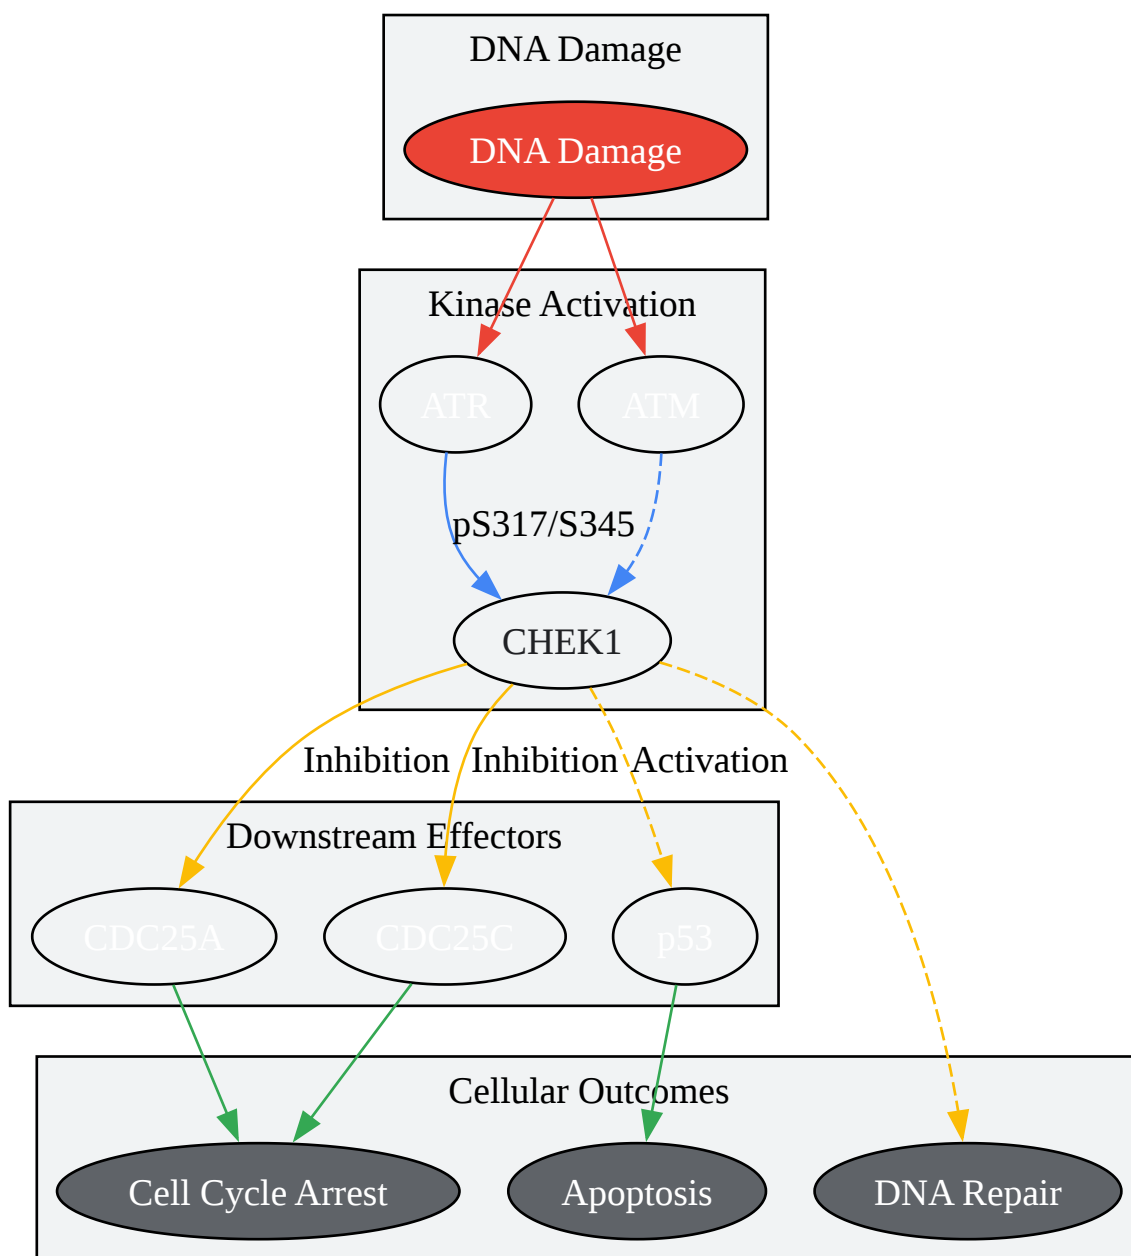 DNA Damage
DNA Damage
Kinase Activation
ATR
ATM
pS317/S345
CHEK1
Inhibition
Inhibition
Activation
Downstream Effectors
CDC25A
CDC25C
p53
Cellular Outcomes
Cell Cycle Arrest
Apoptosis
DNA Repair